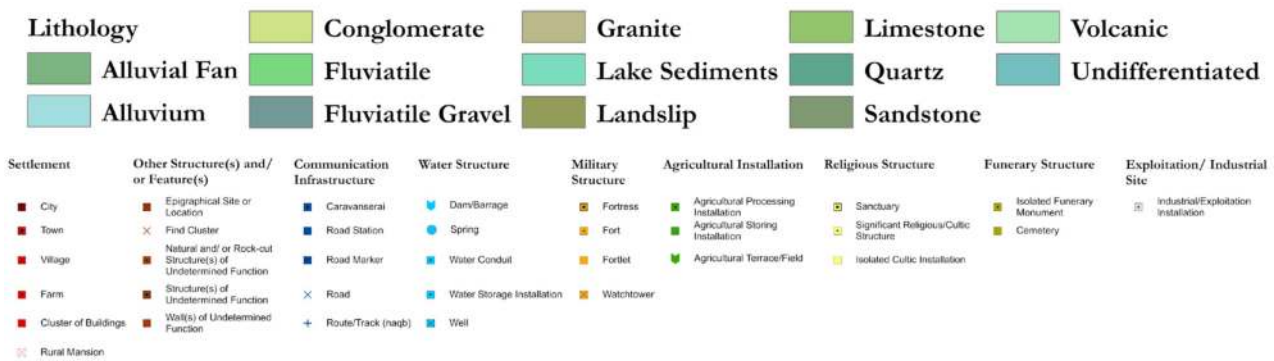 Lithology
Conglomerate
Granite
Limestone
Volcanic
Alluvial Fan
Fluviatile
Lake Sediments
Quartz
Undifferentiated
Alluvium
Fluviatile Gravel
Landslip
Sandstone
Settlement
City
Town
Village
Farm
Cluster of Buildings
Rural Mansion
Other Structure(s) and/
or Feature(s)
Epigraphical Site or
Location
Find Cluster
Natural and/ or Rock-cut
Structure(s) of
Undetermined Function
Structure(s) of
Undetermined Function
Wall(s) of Undetermined
Function
Communication
Infrastructure
Caravanserai
Road Station
Road Marker
Road
Route/Track (naqb)
Water Structure
Dam/Barrage
Spring
Water Conduit
Water Storage Installation
Well
Military
Structure
Fortress
Fort
Fortlet
Watchtower
Agricultural Installation
Agricultural Processing
Installation
Agricultural Storing
Installation
Agricultural Terrace/Field
Religious Structure
Sanctuary
Significant Religious/Cultic
Structure
Isolated Cultic Installation
Funerary Structure
Isolated Funerary
Monument
Cemetery
Exploitation/ Industrial
Site
Industrial/Exploitation
Installation